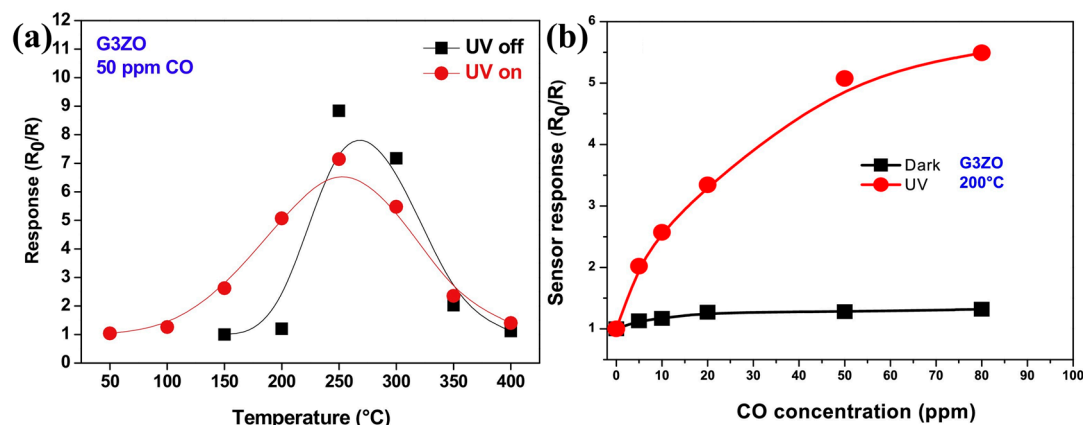 (a)
G3ZO
50 ppm CO
UV off
UV on
Response (R0/R)
12
11
10
9
8
7
6
5
4
3
2
1
0
50 100 150 200 250 300 350 400
Temperature (°C)
(b)
Sensor response (R0/R)
6
5
4
3
2
1
Dark
UV
G3ZO
200°C
0 10 20 30 40 50 60 70 80 90 100
CO concentration (ppm)